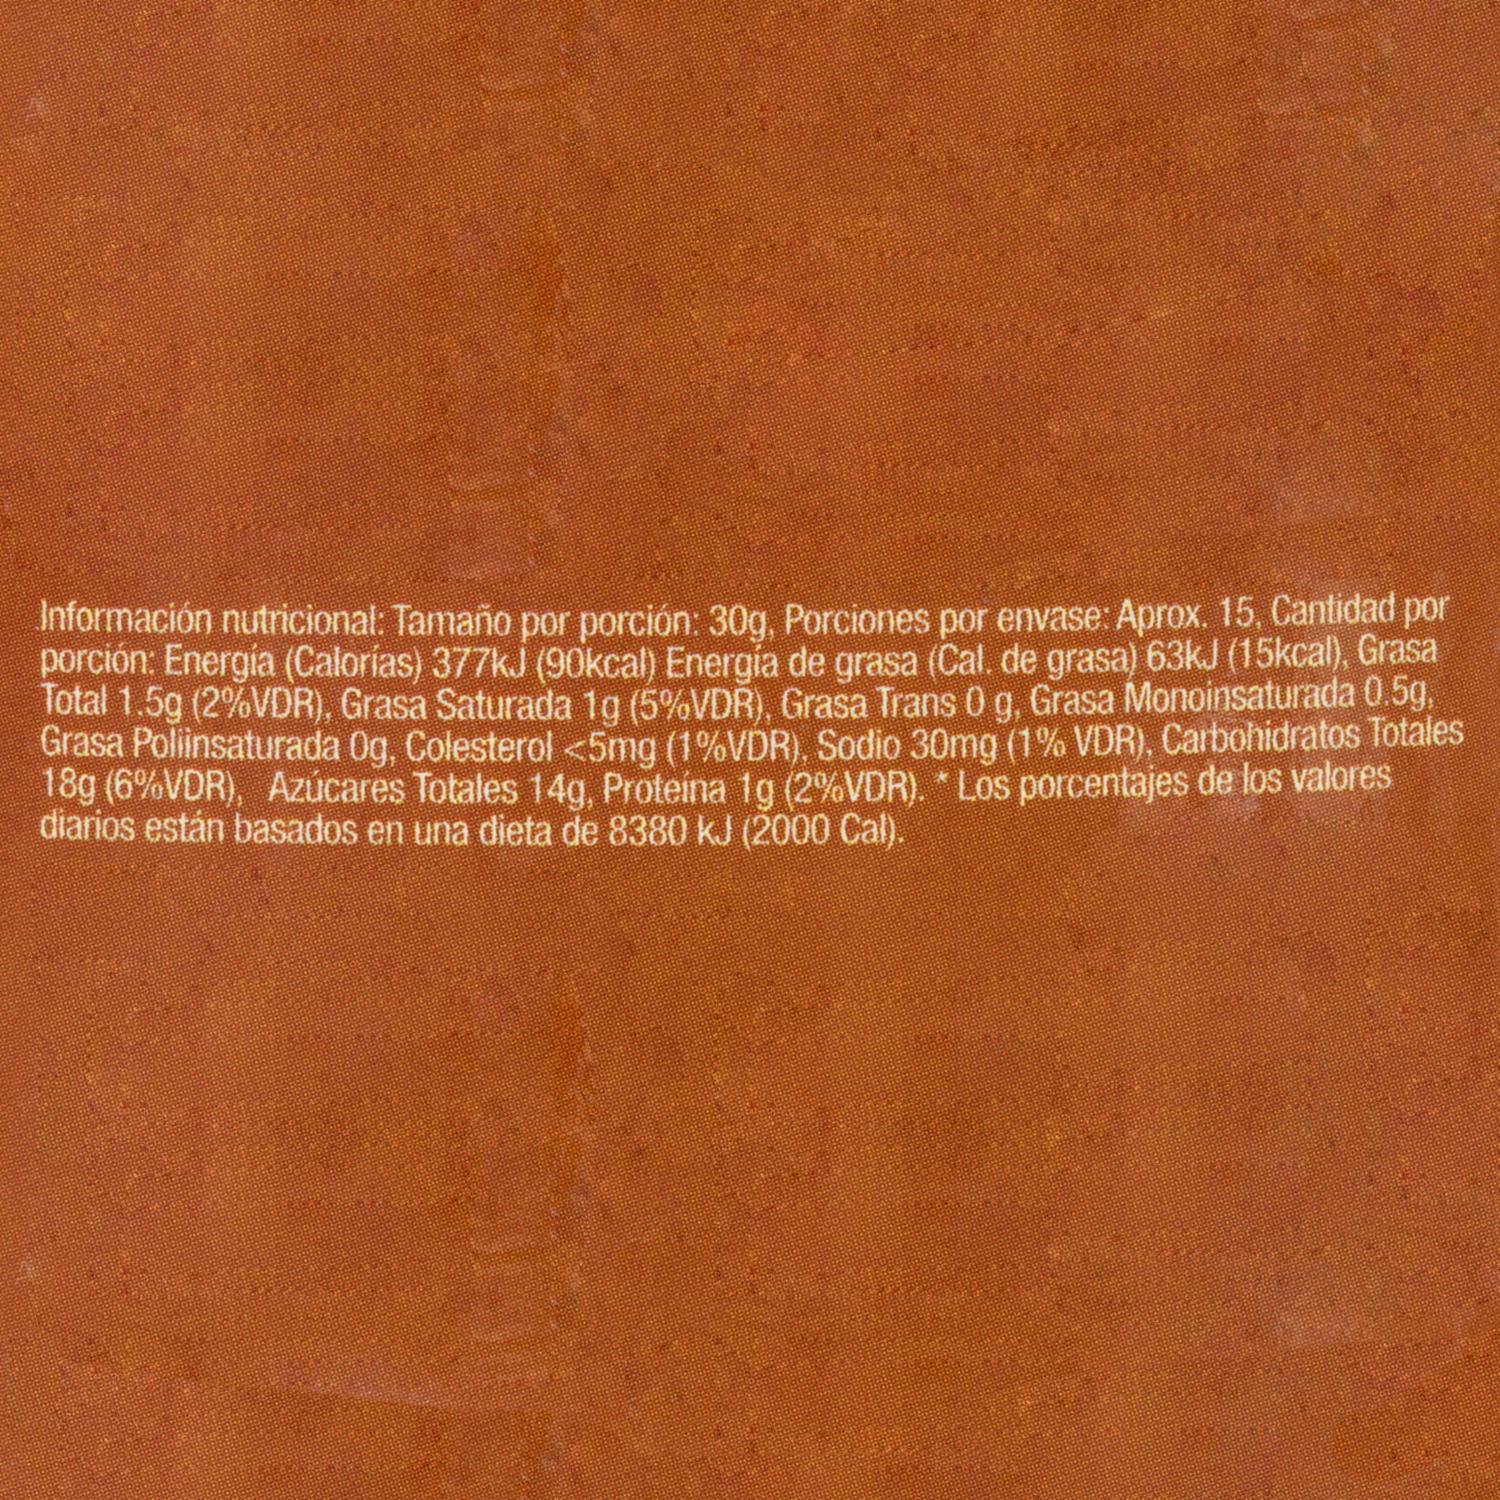 Información nutricional: Tamaño por porción: 30g, Porciones por envase: Aprox. 15, Cantidad por
porción: Energía (Calorías) 377kJ (90kcal) Energía de grasa (Cal. de grasa) 63kJ (15kcal), Grasa
Total 1.5g (2%VDR), Grasa Saturada 1g (5%VDR), Grasa Trans 0 g, Grasa Monoinsaturada 0.5g,
Grasa Poliinsaturada 0g, Colesterol <5mg (1%VDR), Sodio 30mg (1% VDR), Carbohidratos Totales
18g (6%VDR),   Azúcares Totales 14g, Proteína 1g (2%VDR). * Los porcentajes de los valores
diarios están basados en una dieta de 8380 kJ (2000 Cal).